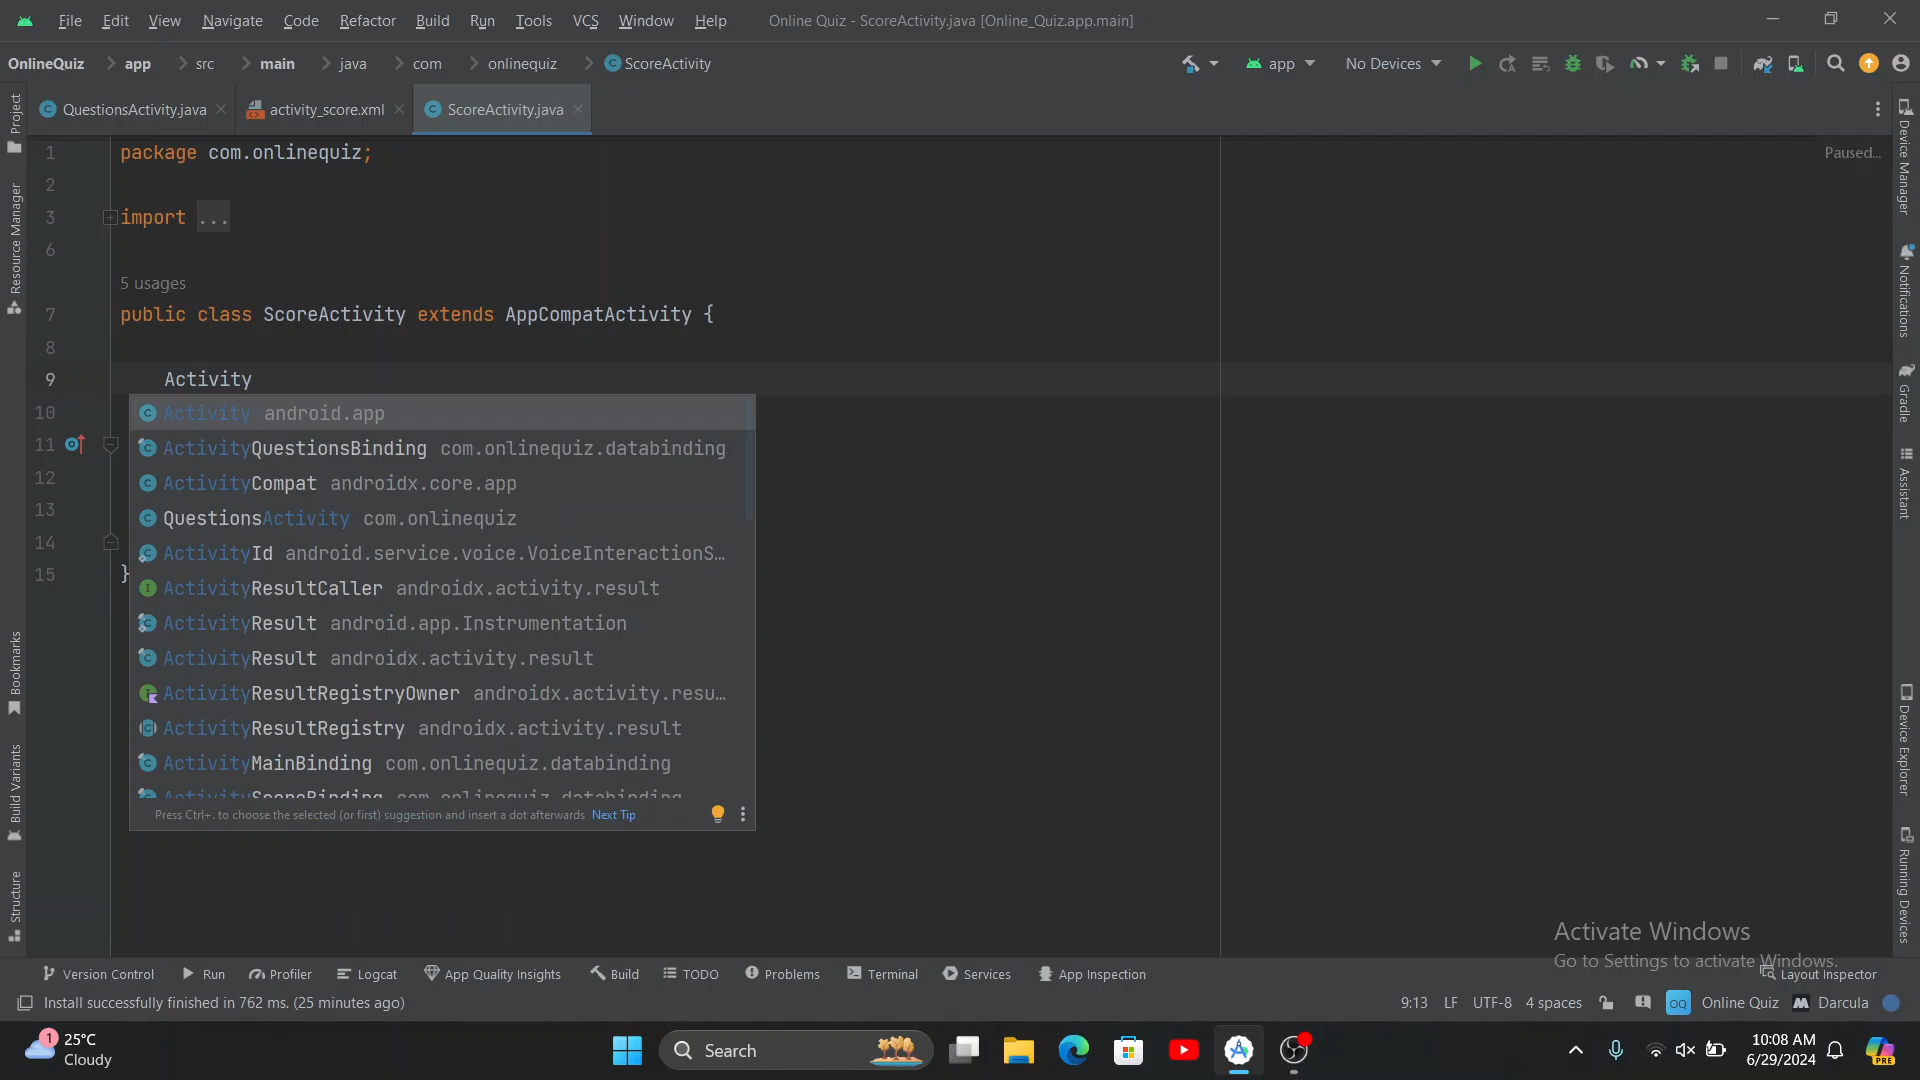 File Edit View Navigate Code Refactor Build Run Tools VCS Window Help Online Quiz - ScoreActivity.java [Online_Quiz.app.main]
OnlineQuiz app src main java com onlinequiz ScoreActivity app No Devices
QuestionsActivity.java activity_score.xml ScoreActivity.java
1 package com.onlinequiz; Paused...
2
3 import ...
6
5 usages
7 public class ScoreActivity extends AppCompatActivity {
8
9 Activity
10 Activity android.app
11 ActivityQuestionsBinding com.onlinequiz.databinding
12 ActivityCompat androidx.core.app
13 QuestionsActivity com.onlinequiz
14 ActivityId android.service.voice.VoiceInteractionS...
15 }
ActivityResultCaller androidx.activity.result
ActivityResult android.app.Instrumentation
ActivityResult androidx.activity.result
ActivityResultRegistryOwner androidx.activity.resu...
ActivityResultRegistry androidx.activity.result
ActivityMainBinding com.onlinequiz.databinding
ActivityScoreBinding com.onlinequiz.databinding
Press Ctrl+. to choose the selected (or first) suggestion and insert a dot afterwards Next Tip
Project
Resource Manager
Bookmarks
Build Variants
Structure
Device Manager
Notifications
Gradle
Assistant
Device Explorer
Running Devices
Activate Windows
Go to Settings to activate Windows.
Version Control Run Profiler Logcat App Quality Insights Build TODO Problems Terminal Services App Inspection Layout Inspector
Install successfully finished in 762 ms. (25 minutes ago) 9:13 LF UTF-8 4 spaces OQ Online Quiz Darcula
1 25°C
Cloudy
Search
10:08 AM
6/29/2024
PRE